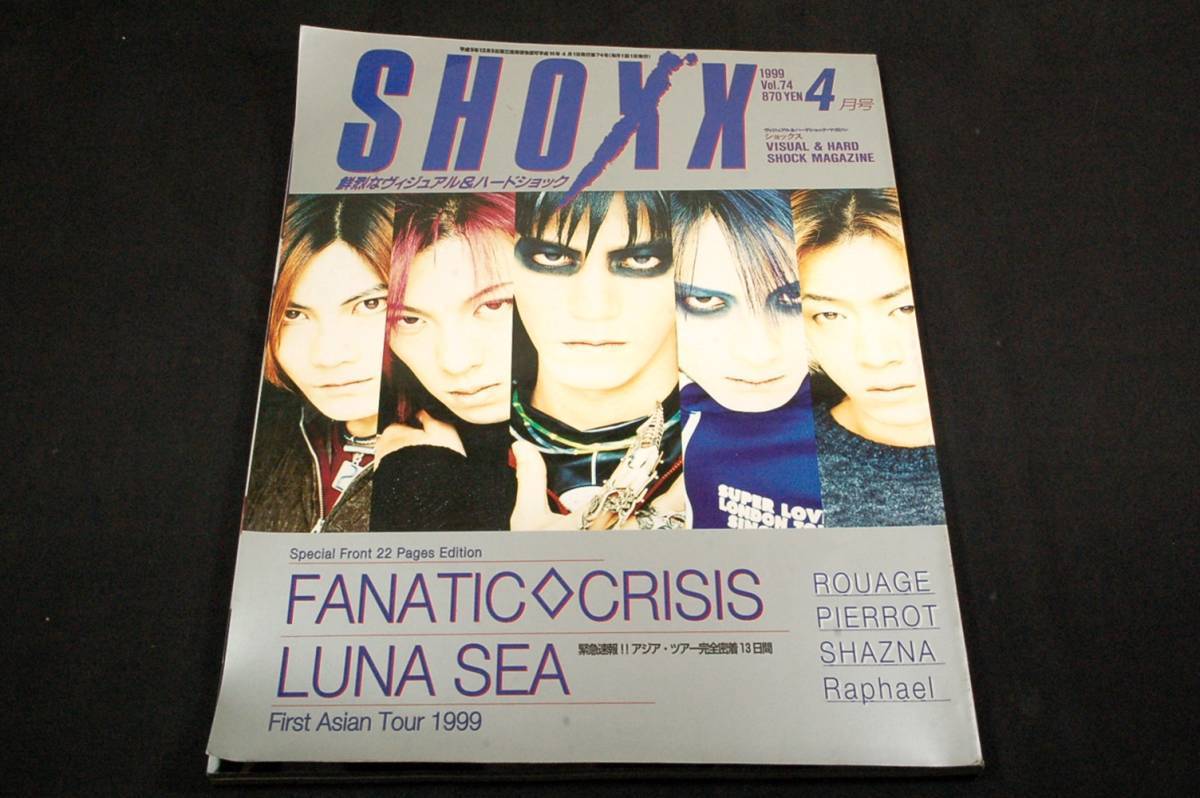 SHOXX
1999
Vol.74
870 YEN
4月号
ショックス
VISUAL & HARD
SHOCK MAGAZINE
鮮烈なヴィジュアル&ハードショック
SUPER LOV
LONDON TO
Special Front 22 Pages Edition
FANATIC◇CRISIS
LUNA SEA
緊急速報!!アジア・ツアー完全密着13日間
First Asian Tour 1999
ROUAGE
PIERROT
SHAZNA
Raphael